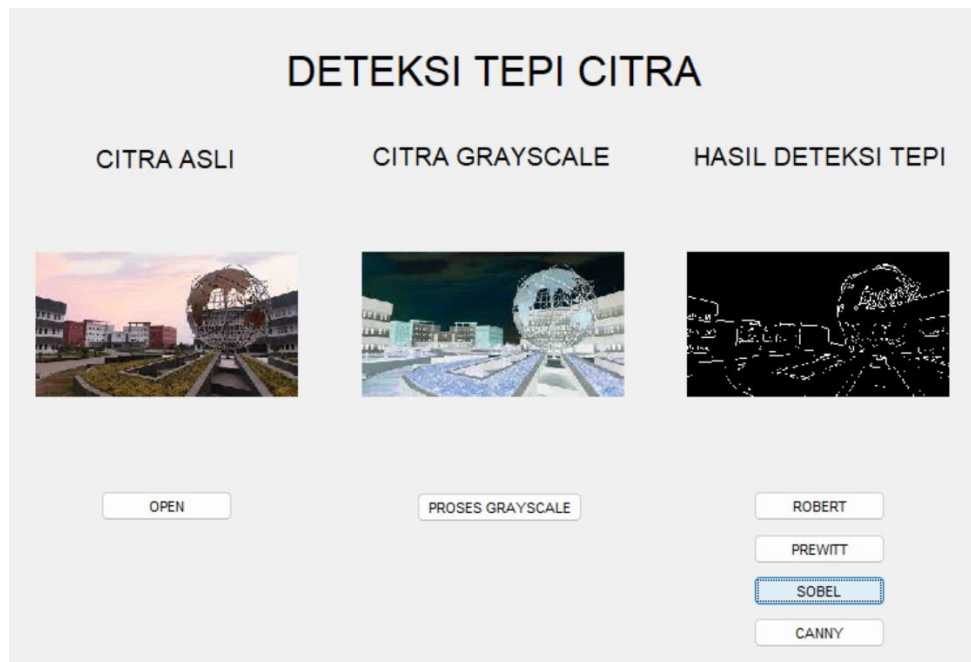 DETEKSI TEPI CITRA
CITRA ASLI
CITRA GRAYSCALE
HASIL DETEKSI TEPI
OPEN
PROSES GRAYSCALE
ROBERT
PREWITT
SOBEL
CANNY